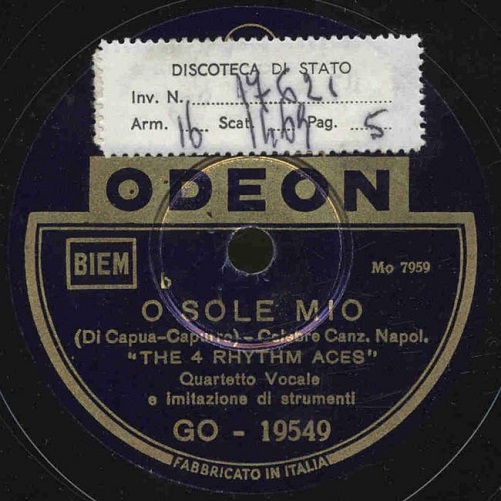 DISCOTECA DI STATO
Inv. N. 17621
Arm. 16 Scat. 1464 Pag. 5
ODEON
BIEM
Mo 7959
b
O SOLE MIO
(Di Capua-Capurro) - Celebre Canz. Napol.
"THE 4 RHYTHM ACES"
Quartetto Vocale
e imitazione di strumenti
GO - 19549
FABBRICATO IN ITALIA